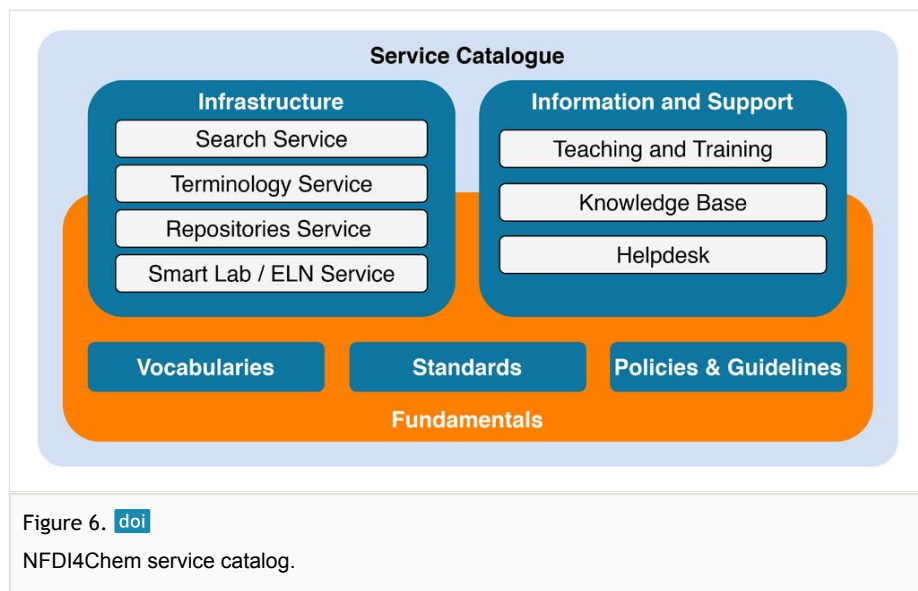 Service Catalogue
Infrastructure
Search Service
Terminology Service
Repositories Service
Smart Lab / ELN Service
Information and Support
Teaching and Training
Knowledge Base
Helpdesk
Vocabularies
Standards
Policies & Guidelines
Fundamentals
Figure 6. doi
NFDI4Chem service catalog.